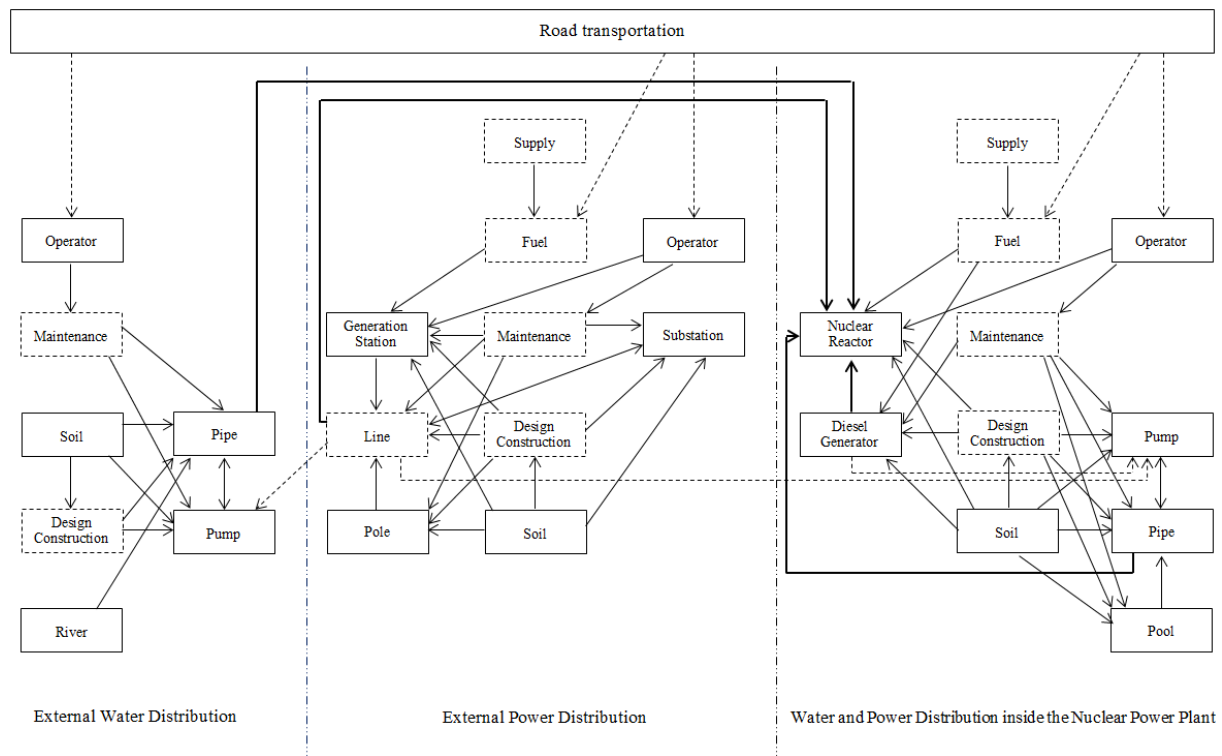 Road transportation
Supply
Supply
Operator
Fuel
Operator
Fuel
Operator
Maintenance
Generation
Station
Maintenance
Substation
Nuclear
Reactor
Maintenance
Soil
Pipe
Line
Design
Construction
Diesel
Generator
Design
Construction
Pump
Design
Construction
Pump
Pole
Soil
Soil
Pipe
River
Pool
External Water Distribution
External Power Distribution
Water and Power Distribution inside the Nuclear Power Plant